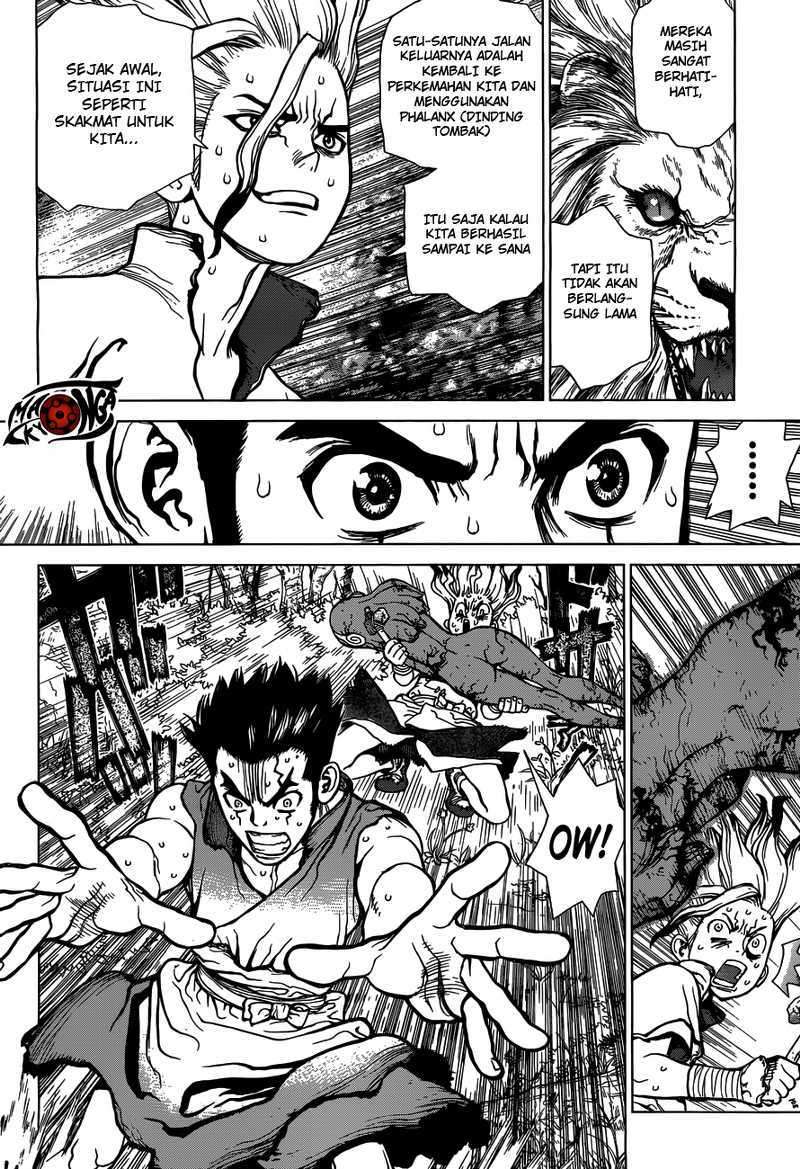 SEJAK AWAL,
SITUASI INI
SEPERTI
SKAKMAT UNTUK
KITA...
SATU-SATUNYA JALAN
KELUARNYA ADALAH
KEMBALI KE
PERKEMAHAN KITA DAN
MENGGUNAKAN
PHALANX (DINDING
TOMBAK)
ITU SAJA KALAU
KITA BERHASIL
SAMPAI KE SANA
MEREKA
MASIH
SANGAT
BERHATI-
HATI,
TAPI ITU
TIDAK AKAN
BERLANG-
SUNG LAMA
MANGA
KU
......
OW!